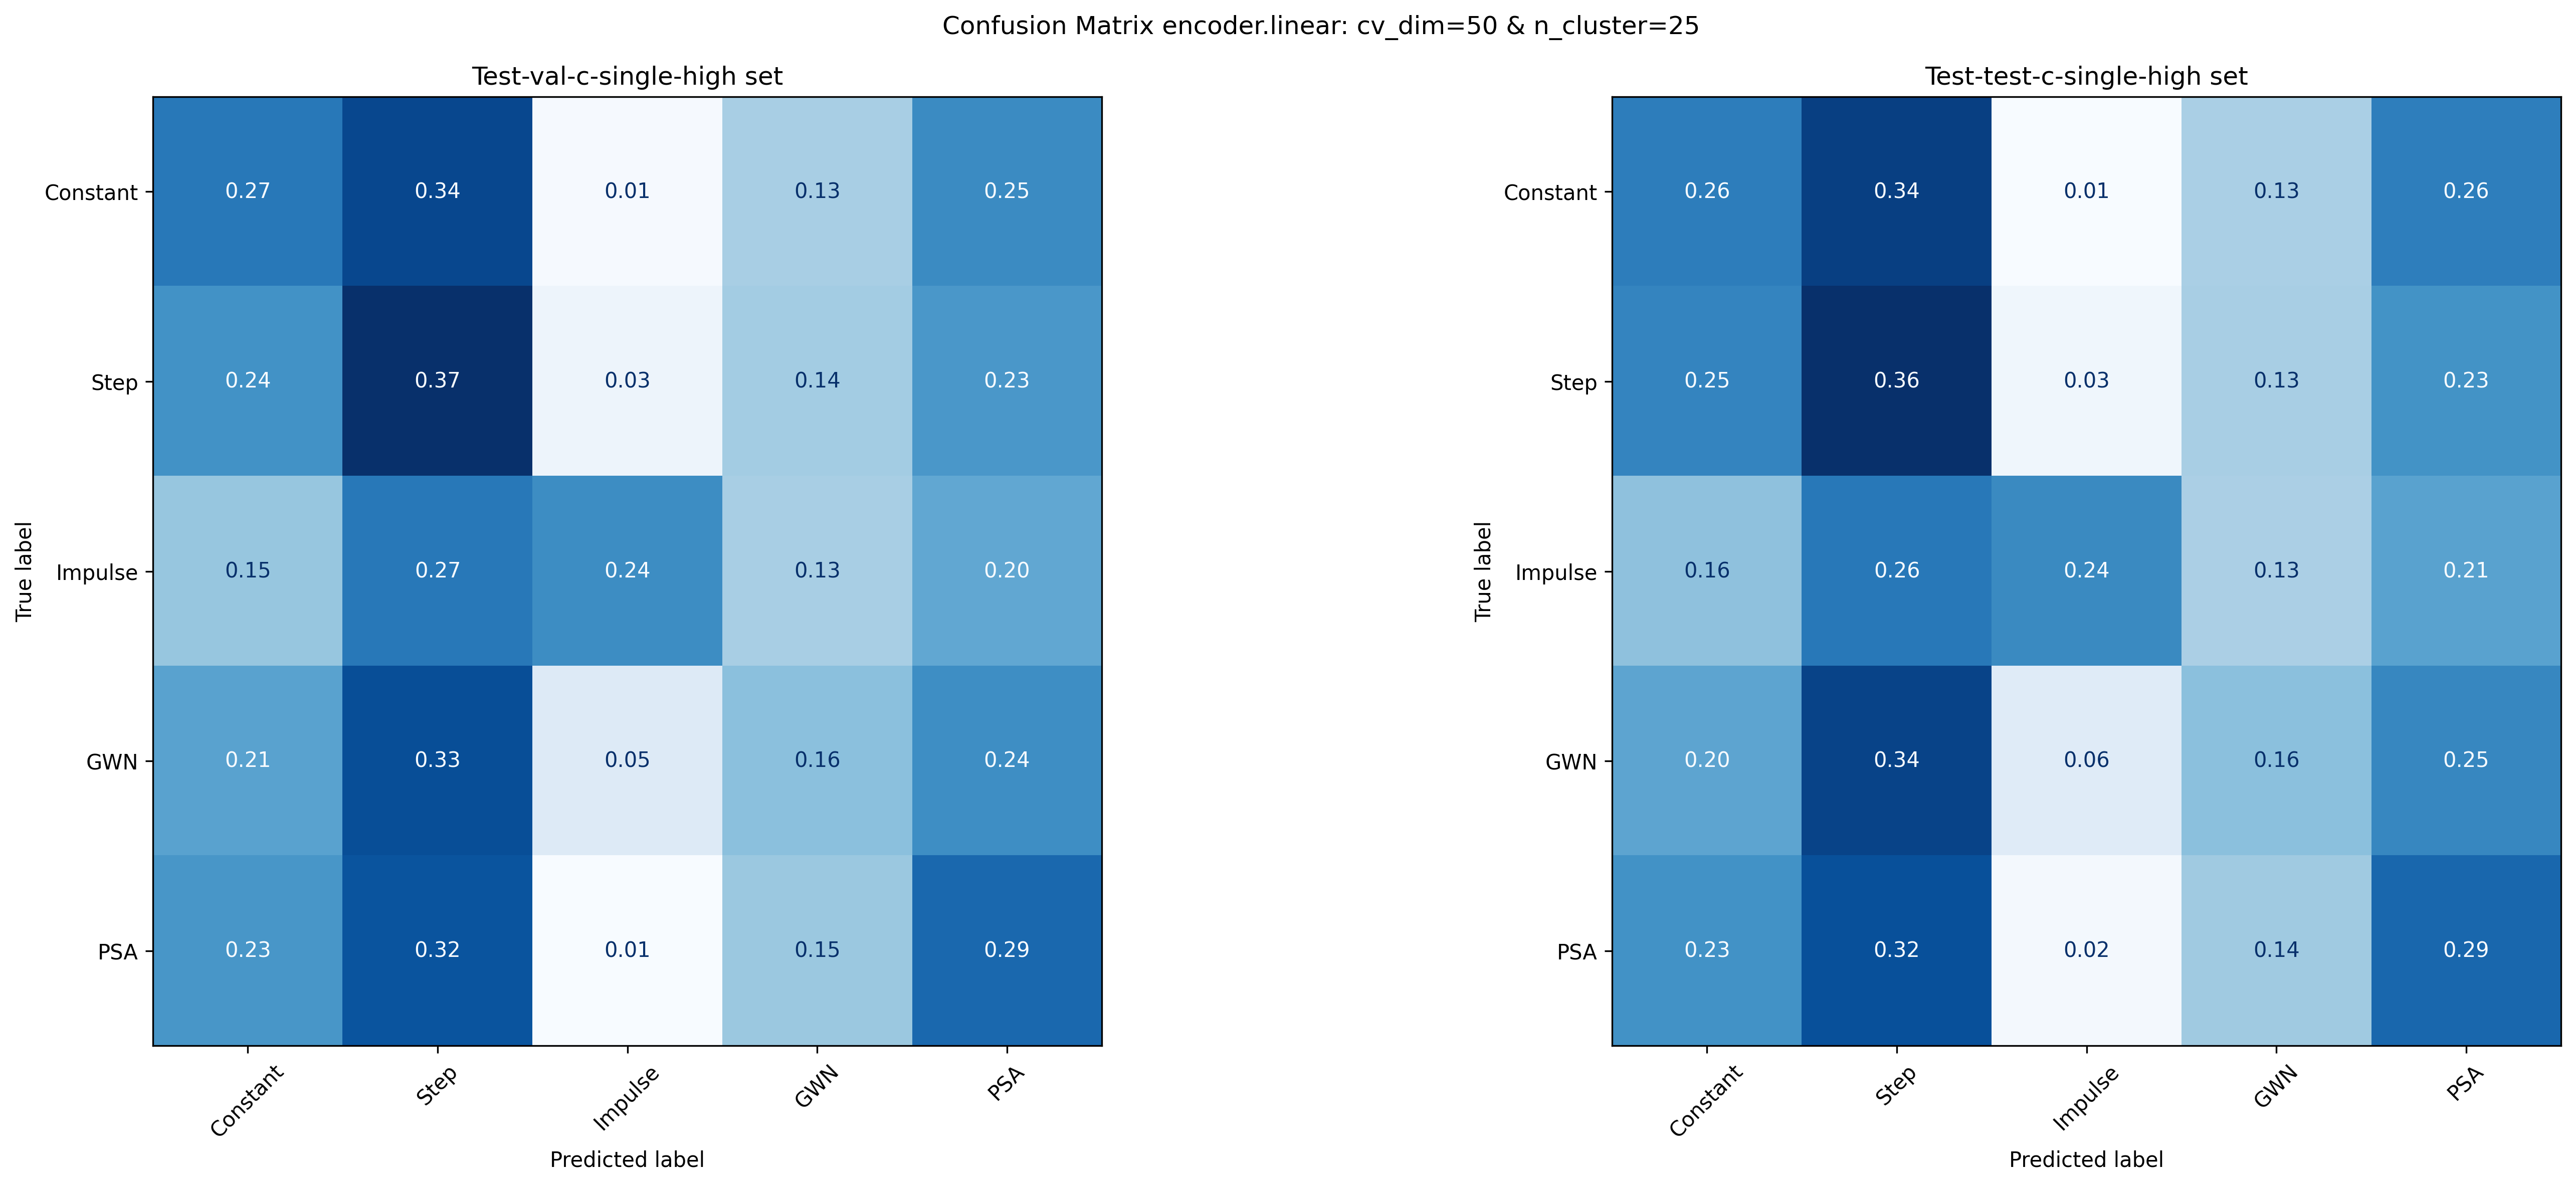 Confusion Matrix encoder.linear: cv_dim=50 & n_cluster=25
Test-val-c-single-high set
True label
Constant 0.27 0.34 0.01 0.13 0.25
Step 0.24 0.37 0.03 0.14 0.23
Impulse 0.15 0.27 0.24 0.13 0.20
GWN 0.21 0.33 0.05 0.16 0.24
PSA 0.23 0.32 0.01 0.15 0.29
Constant Step Impulse GWN PSA
Predicted label
Test-test-c-single-high set
True label
Constant 0.26 0.34 0.01 0.13 0.26
Step 0.25 0.36 0.03 0.13 0.23
Impulse 0.16 0.26 0.24 0.13 0.21
GWN 0.20 0.34 0.06 0.16 0.25
PSA 0.23 0.32 0.02 0.14 0.29
Constant Step Impulse GWN PSA
Predicted label